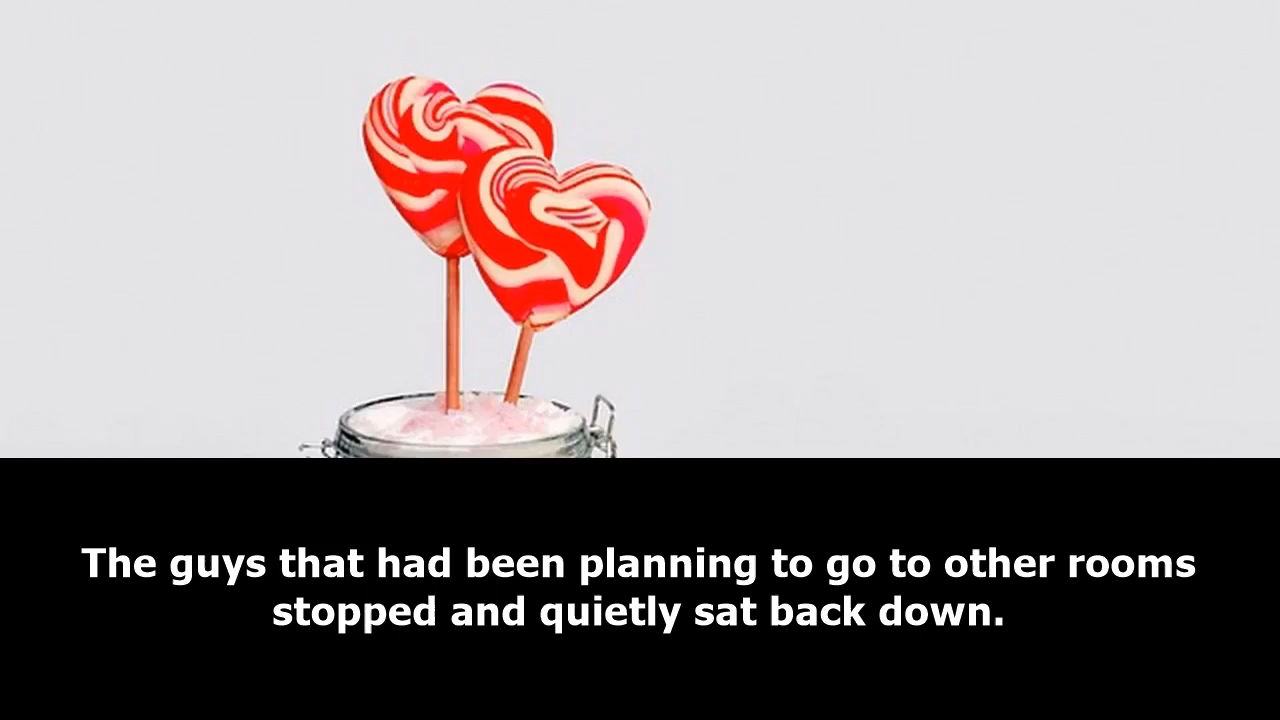 The guys that had been planning to go to other rooms
stopped and quietly sat back down.